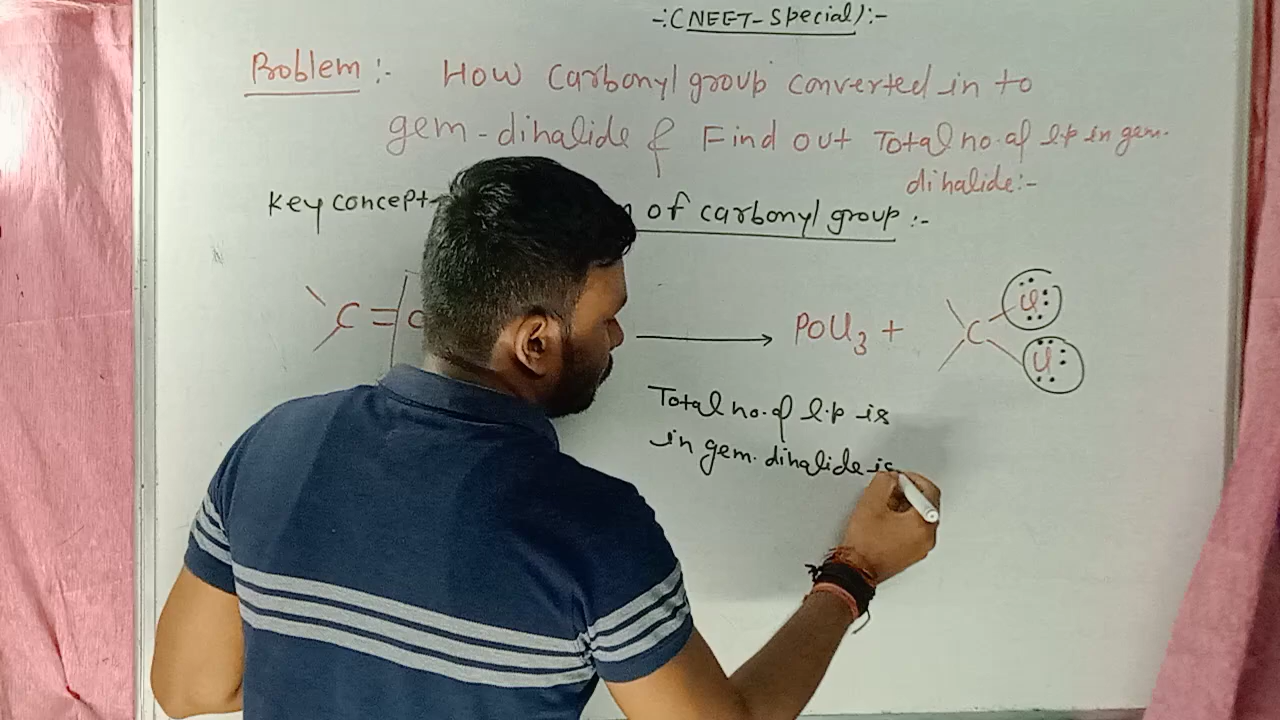 -:(NEET-Special):-
Problem:- How Carbonyl group converted in to
gem-dihalide & Find out Total no. of l.p in gem.
dihalide:-
Key concept of carbonyl group:-
C = POCl3 + C Cl
Cl
Total no. of l.p is
in gem. dihalide is